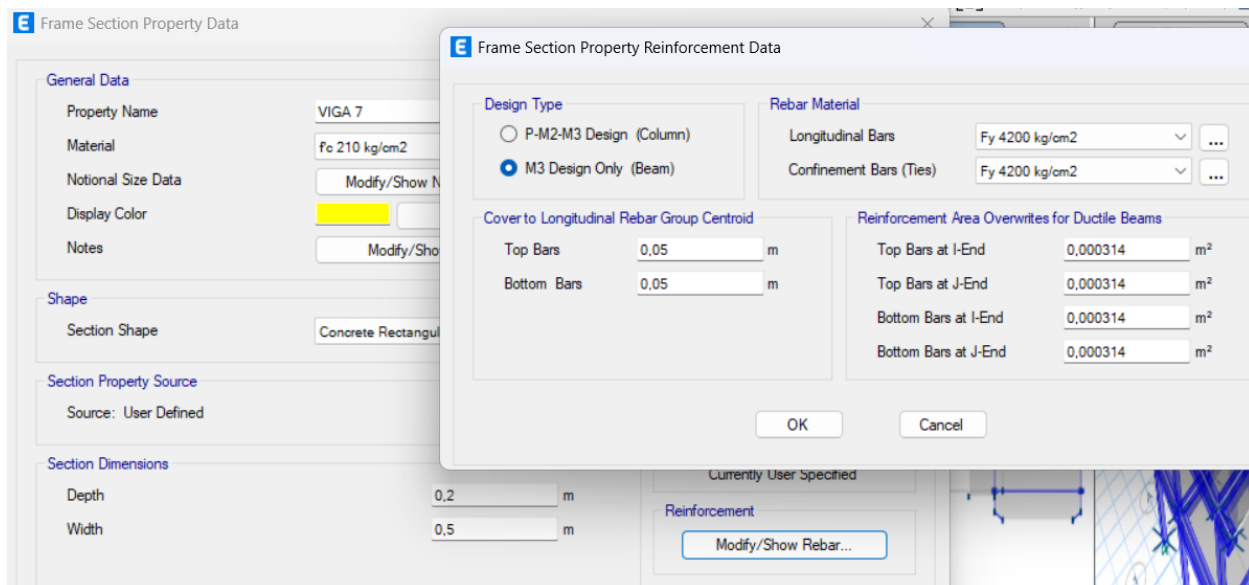 E Frame Section Property Data
General Data
Property Name VIGA 7
Material f'c 210 kg/cm2
Notional Size Data Modify/Show N
Display Color
Notes Modify/Sho
Shape
Section Shape Concrete Rectangul
Section Property Source
Source: User Defined
Section Dimensions
Depth 0,2 m
Width 0,5 m
E Frame Section Property Reinforcement Data
Design Type
P-M2-M3 Design (Column)
M3 Design Only (Beam)
Rebar Material
Longitudinal Bars Fy 4200 kg/cm2 ...
Confinement Bars (Ties) Fy 4200 kg/cm2 ...
Cover to Longitudinal Rebar Group Centroid
Top Bars 0,05 m
Bottom Bars 0,05 m
Reinforcement Area Overwrites for Ductile Beams
Top Bars at I-End 0,000314 m²
Top Bars at J-End 0,000314 m²
Bottom Bars at I-End 0,000314 m²
Bottom Bars at J-End 0,000314 m²
OK Cancel
Currently User Specified
Reinforcement
Modify/Show Rebar...